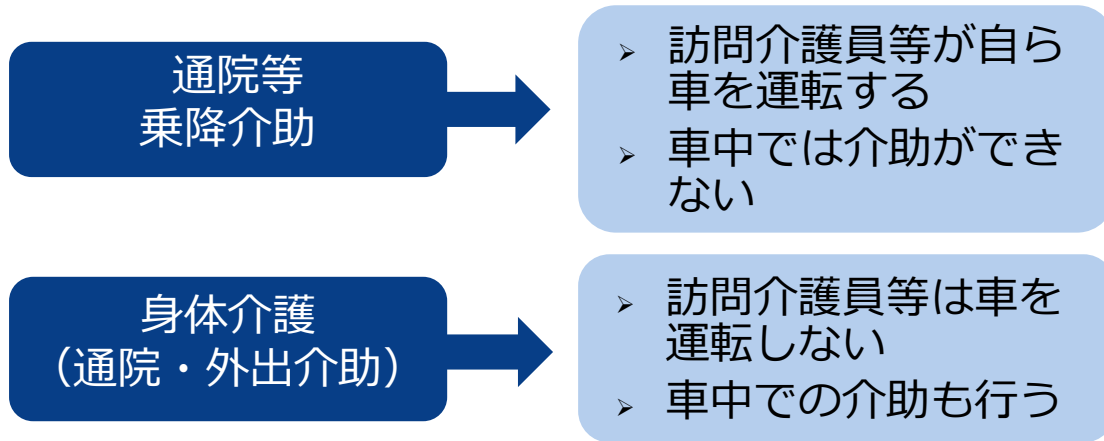 通院等
乗降介助
➢ 訪問介護員等が自ら
車を運転する
➢ 車中では介助ができ
ない
身体介護
（通院・外出介助）
➢ 訪問介護員等は車を
運転しない
➢ 車中での介助も行う